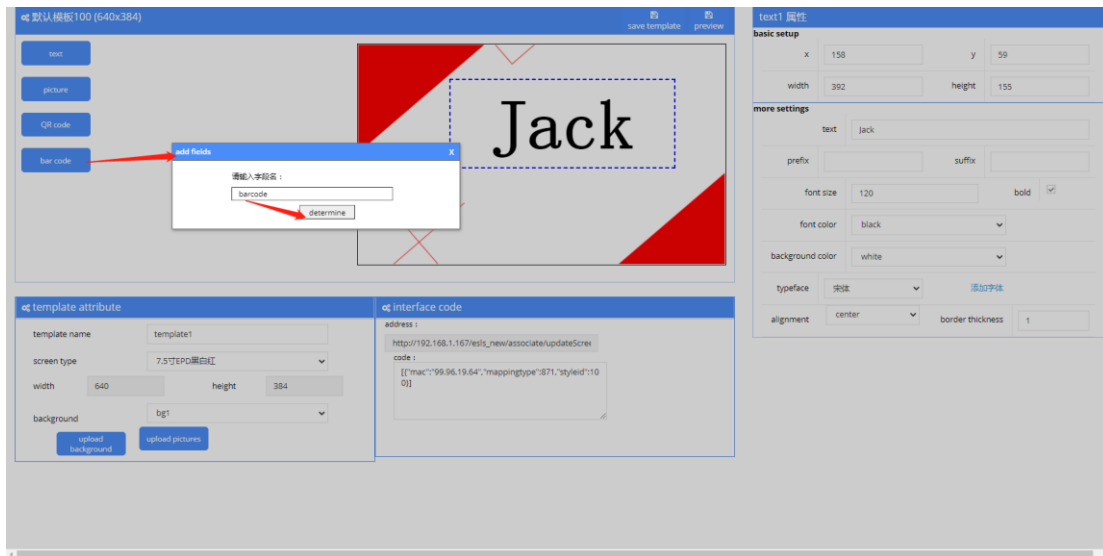 默认模板100 (640x384)
save template
preview
text
picture
QR code
bar code
Jack
add fields
X
请输入字段名：
barcode
determine
text1 属性
basic setup
x 158 y 59
width 392 height 155
more settings
text Jack
prefix suffix
font size 120 bold
font color black
background color white
typeface 宋体 添加字体
alignment center border thickness 1
template attribute
template name template1
screen type 7.5寸EPD黑白红
width 640 height 384
background bg1
upload background
upload pictures
interface code
address :
http://192.168.1.167/esls_new/associate/updateScree
code :
[{"mac":"99.96.19.64","mappingtype":871,"styleid":10
0}]